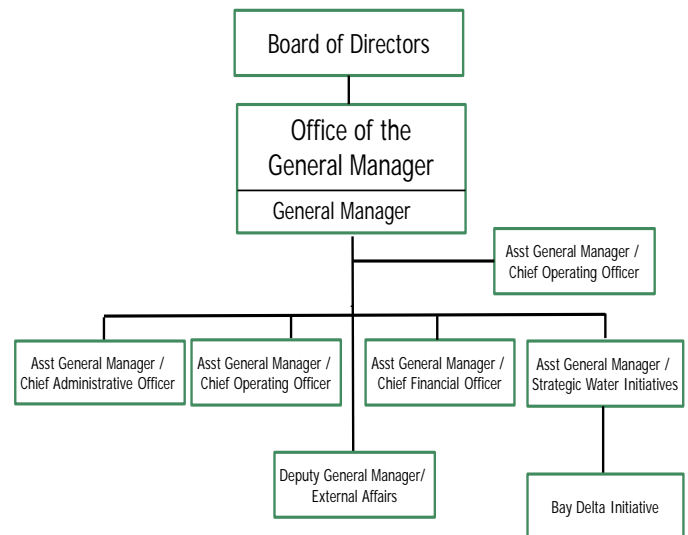 Board of Directors
Office of the
General Manager
General Manager
Asst General Manager /
Chief Operating Officer
Asst General Manager /
Chief Administrative Officer
Asst General Manager /
Chief Operating Officer
Asst General Manager /
Chief Financial Officer
Asst General Manager /
Strategic Water Initiatives
Deputy General Manager/
External Affairs
Bay Delta Initiative